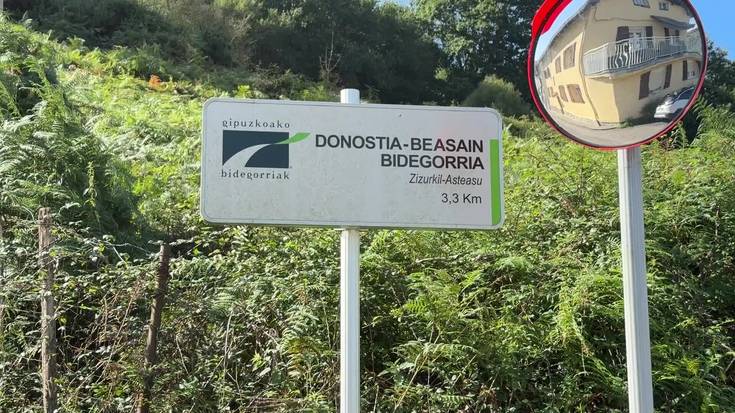 gipuzkoako
bidegorriak
DONOSTIA-BEASAIN
BIDEGORRIA
Zizurkil-Asteasu
3,3 Km